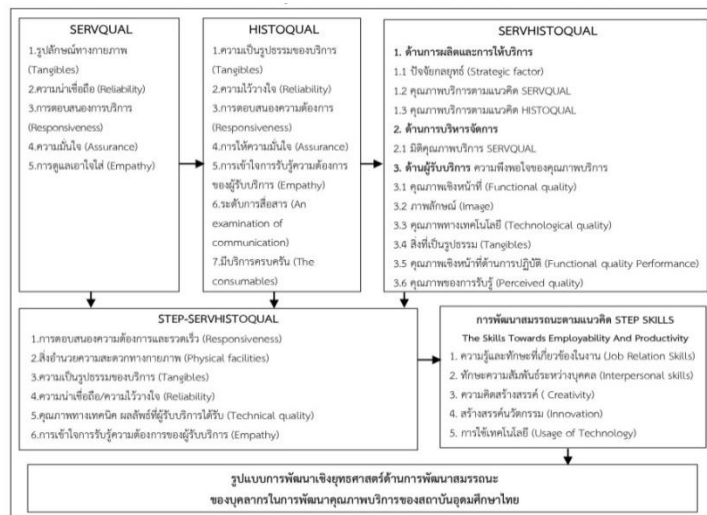 SERVQUAL
1.รูปลักษณ์ทางกายภาพ
(Tangibles)
2.ความน่าเชื่อถือ (Reliability)
3.การตอบสนองการบริการ
(Responsiveness)
4.ความมั่นใจ (Assurance)
5.การดูแลเอาใจใส่ (Empathy)
HISTOQUAL
1.ความเป็นรูปธรรมของบริการ
(Tangibles)
2.ความไว้วางใจ (Reliability)
3.การตอบสนองความต้องการ
(Responsiveness)
4.การให้ความมั่นใจ (Assurance)
5.การเข้าใจการรับรู้ความต้องการ
ของผู้รับบริการ (Empathy)
6.ระดับการสื่อสาร (An
examination of
communication)
7.มีบริการครบครัน (The
consumables)
SERVHISTOQUAL
1. ด้านการผลิตและการให้บริการ
1.1 ปัจจัยกลยุทธ์ (Strategic factor)
1.2 คุณภาพบริการตามแนวคิด SERVQUAL
1.3 คุณภาพบริการตามแนวคิด HISTOQUAL
2. ด้านการบริหารจัดการ
2.1 มิติคุณภาพบริการ SERVQUAL
3. ด้านผู้รับบริการ ความพึงพอใจของคุณภาพบริการ
3.1 คุณภาพเชิงหน้าที่ (Functional quality)
3.2 ภาพลักษณ์ (Image)
3.3 คุณภาพทางเทคโนโลยี (Technological quality)
3.4 สิ่งที่เป็นรูปธรรม (Tangibles)
3.5 คุณภาพเชิงหน้าที่ด้านการปฏิบัติ (Functional quality Performance)
3.6 คุณภาพของการรับรู้ (Perceived quality)
STEP-SERVHISTOQUAL
1.การตอบสนองความต้องการและรวดเร็ว (Responsiveness)
2.สิ่งอำนวยความสะดวกทางกายภาพ (Physical facilities)
3.ความเป็นรูปธรรมของบริการ (Tangibles)
4.ความน่าเชื่อถือ/ความไว้วางใจ (Reliability)
5.คุณภาพทางเทคนิค ผลลัพธ์ที่ผู้รับบริการได้รับ (Technical quality)
6.การเข้าใจการรับรู้ความต้องการของผู้รับบริการ (Empathy)
การพัฒนาสมรรถนะตามแนวคิด STEP SKILLS
The Skills Towards Employability And Productivity
1. ความรู้และทักษะที่เกี่ยวข้องในงาน (Job Relation Skills)
2. ทักษะความสัมพันธ์ระหว่างบุคคล (Interpersonal skills)
3. ความคิดสร้างสรรค์ ( Creativity)
4. สร้างสรรค์นวัตกรรม (Innovation)
5. การใช้เทคโนโลยี (Usage of Technology)
รูปแบบการพัฒนาเชิงยุทธศาสตร์ด้านการพัฒนาสมรรถนะ
ของบุคลากรในการพัฒนาคุณภาพบริการของสถาบันอุดมศึกษาไทย